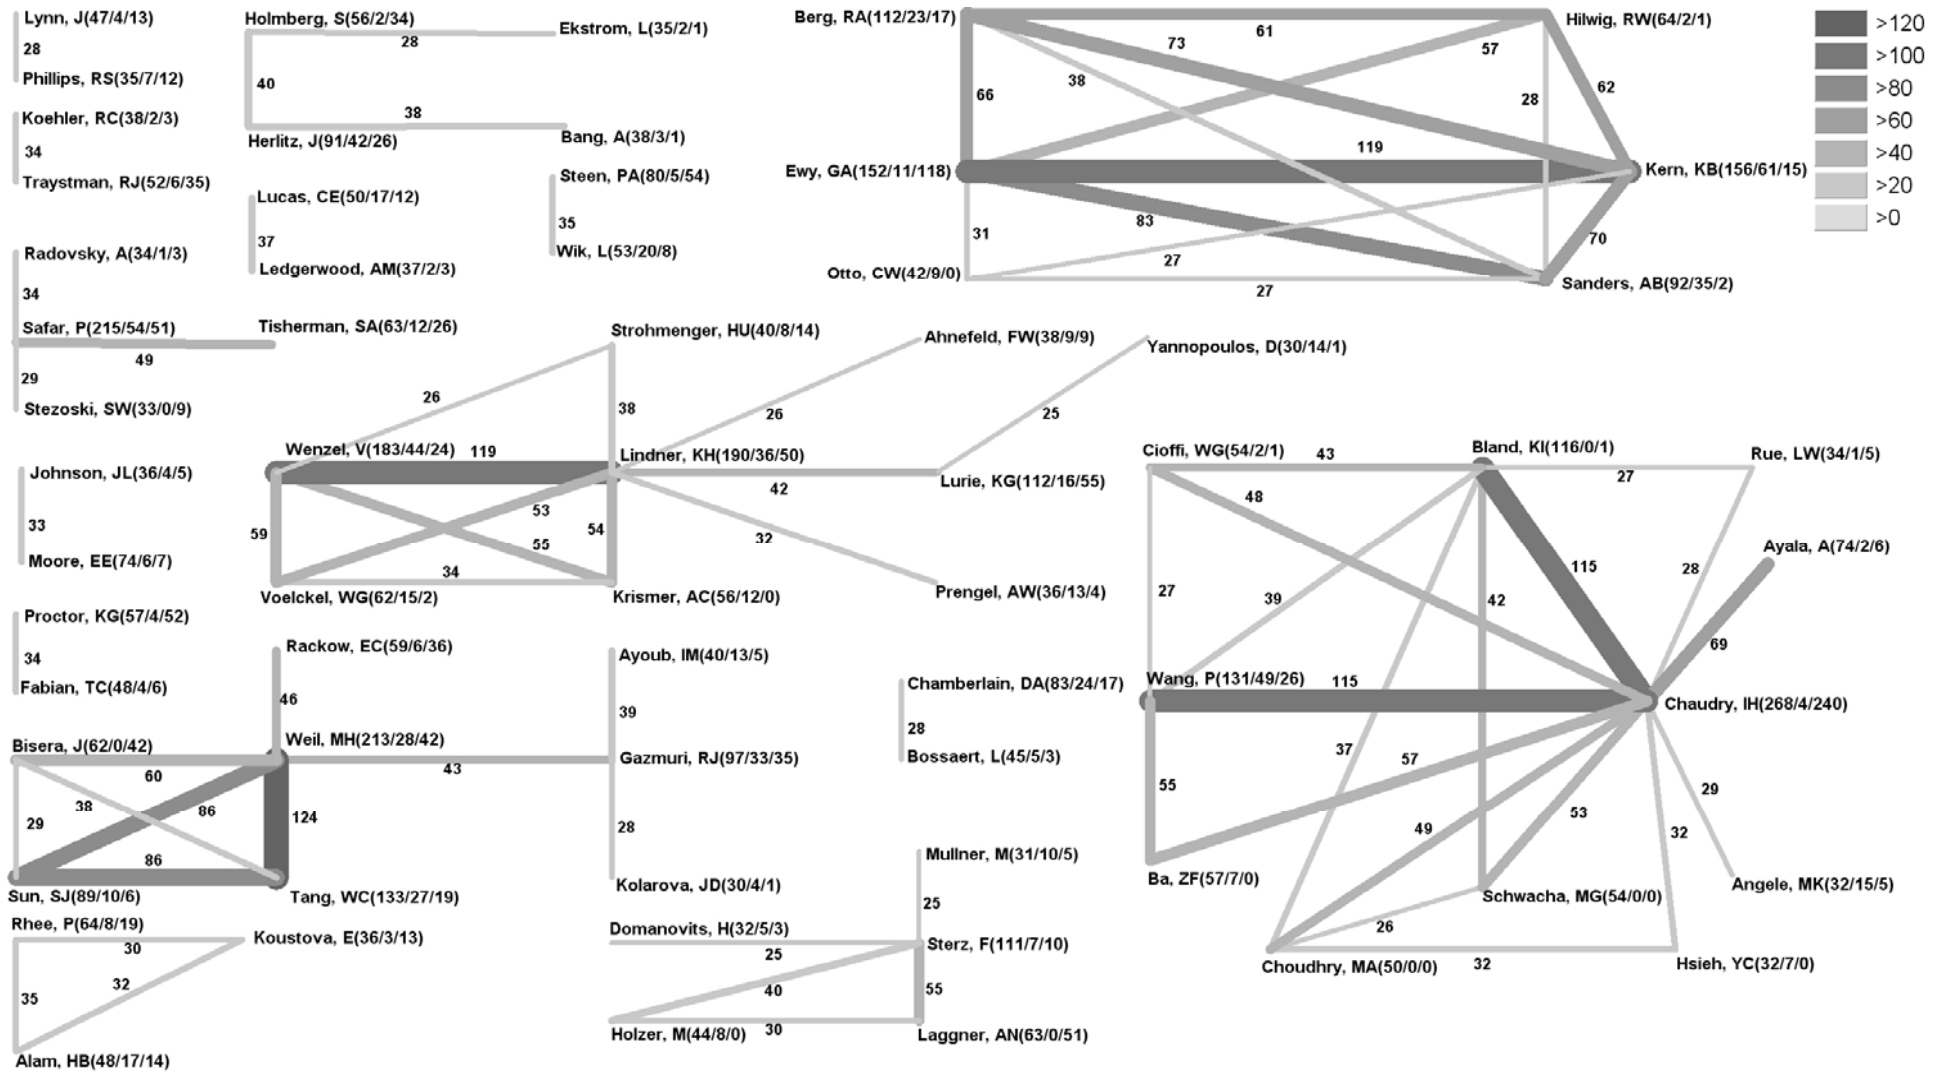 Lynn, J(47/4/13)
28
Phillips, RS(35/7/12)
Koehler, RC(38/2/3)
34
Traystman, RJ(52/6/35)
Holmberg, S(56/2/34)
28
Ekstrom, L(35/2/1)
40
38
Herlitz, J(91/42/26)
Bang, A(38/3/1)
Lucas, CE(50/17/12)
37
Ledgerwood, AM(37/2/3)
Steen, PA(80/5/54)
35
Wik, L(53/20/8)
Berg, RA(112/23/17)
61
Hilwig, RW(64/2/1)
73
57
38
66
28
62
119
Ewy, GA(152/11/118)
Kern, KB(156/61/15)
83
31
70
27
Otto, CW(42/9/0)
27
Sanders, AB(92/35/2)
>120
>100
>80
>60
>40
>20
>0
Radovsky, A(34/1/3)
34
Safar, P(215/54/51)
Tisherman, SA(63/12/26)
49
29
Stezoski, SW(33/0/9)
Strohmenger, HU(40/8/14)
Ahnefeld, FW(38/9/9)
Yannopoulos, D(30/14/1)
26
38
26
25
Wenzel, V(183/44/24)
119
Lindner, KH(190/36/50)
42
Lurie, KG(112/16/55)
53
59
54
55
32
34
Voelckel, WG(62/15/2)
Krismer, AC(56/12/0)
Prengel, AW(36/13/4)
Johnson, JL(36/4/5)
33
Moore, EE(74/6/7)
Proctor, KG(57/4/52)
34
Fabian, TC(48/4/6)
Cioffi, WG(54/2/1)
43
Bland, KI(116/0/1)
27
Rue, LW(34/1/5)
48
Ayala, A(74/2/6)
115
28
27
39
42
69
Wang, P(131/49/26)
115
Chaudry, IH(268/4/240)
37
57
55
29
53
49
32
Ba, ZF(57/7/0)
Angele, MK(32/15/5)
Schwacha, MG(54/0/0)
26
Choudhry, MA(50/0/0)
32
Hsieh, YC(32/7/0)
Rackow, EC(59/6/36)
46
Ayoub, IM(40/13/5)
39
Bisera, J(62/0/42)
Weil, MH(213/28/42)
43
Gazmuri, RJ(97/33/35)
60
38
86
29
124
28
86
Sun, SJ(89/10/6)
Tang, WC(133/27/19)
Kolarova, JD(30/4/1)
Chamberlain, DA(83/24/17)
28
Bossaert, L(45/5/3)
Rhee, P(64/8/19)
30
Koustova, E(36/3/13)
32
35
Alam, HB(48/17/14)
Mullner, M(31/10/5)
25
Domanovits, H(32/5/3)
25
Sterz, F(111/7/10)
40
55
Holzer, M(44/8/0)
30
Laggner, AN(63/0/51)